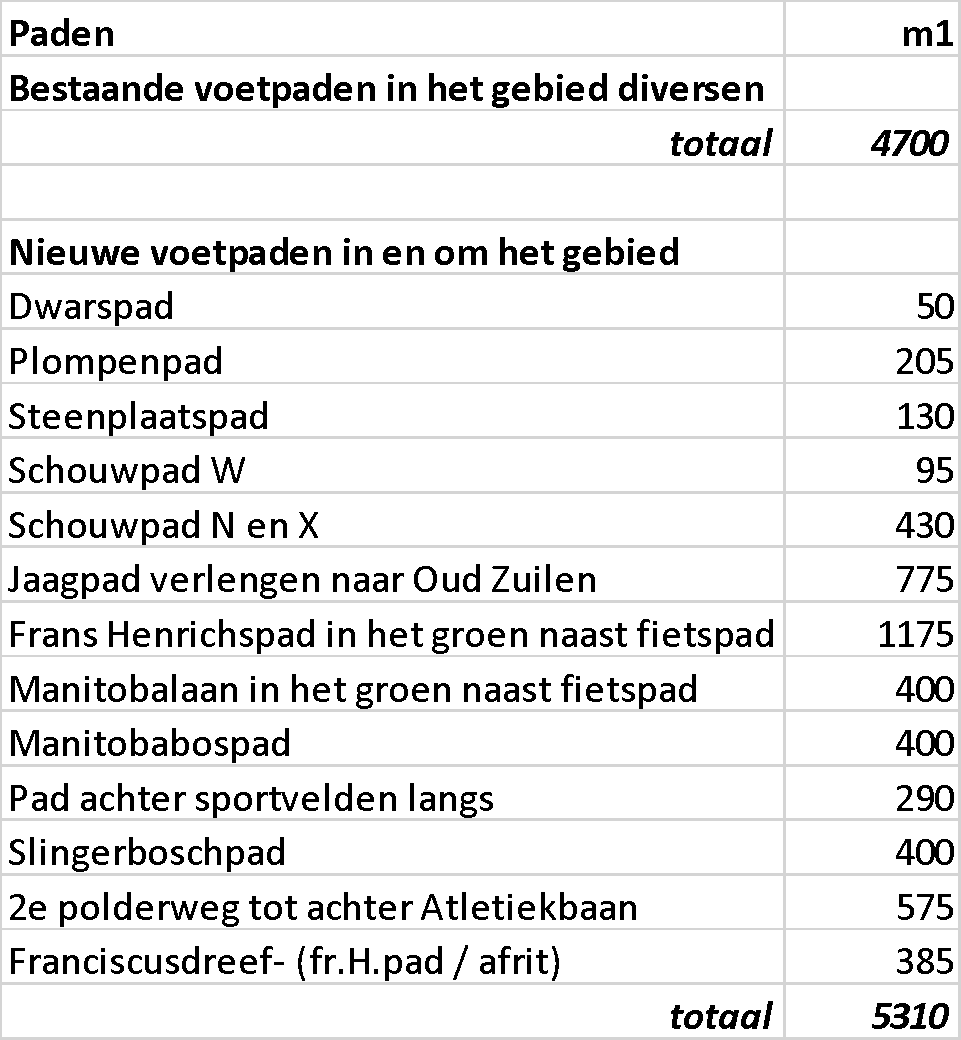 Paden m1
Bestaande voetpaden in het gebied diversen
totaal 4700
Nieuwe voetpaden in en om het gebied
Dwarspad 50
Plompenpad 205
Steenplaatspad 130
Schouwpad W 95
Schouwpad N en X 430
Jaagpad verlengen naar Oud Zuilen 775
Frans Henrichspad in het groen naast fietspad 1175
Manitobalaan in het groen naast fietspad 400
Manitobabospad 400
Pad achter sportvelden langs 290
Slingerboschpad 400
2e polderweg tot achter Atletiekbaan 575
Franciscusdreef- (fr.H.pad / afrit) 385
totaal 5310